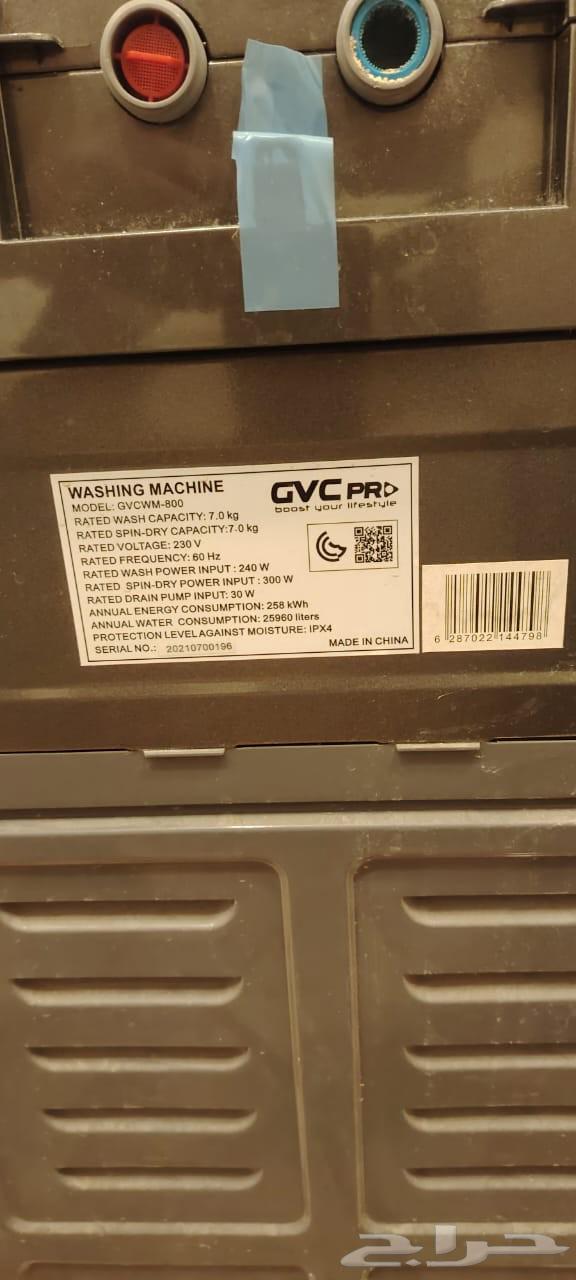 WASHING MACHINE
GVC PRO
boost your lifestyle
MODEL: GVCWM-800
RATED WASH CAPACITY: 7.0 kg
RATED SPIN-DRY CAPACITY:7.0 kg
RATED VOLTAGE: 230 V
RATED FREQUENCY: 60 Hz
RATED WASH POWER INPUT : 240 W
RATED SPIN-DRY POWER INPUT : 300 W
RATED DRAIN PUMP INPUT: 30 W
ANNUAL ENERGY CONSUMPTION: 258 kWh
ANNUAL WATER CONSUMPTION: 25960 liters
PROTECTION LEVEL AGAINST MOISTURE: IPX4
SERIAL NO.: 20210700196
MADE IN CHINA
6 287022 144798
حراج